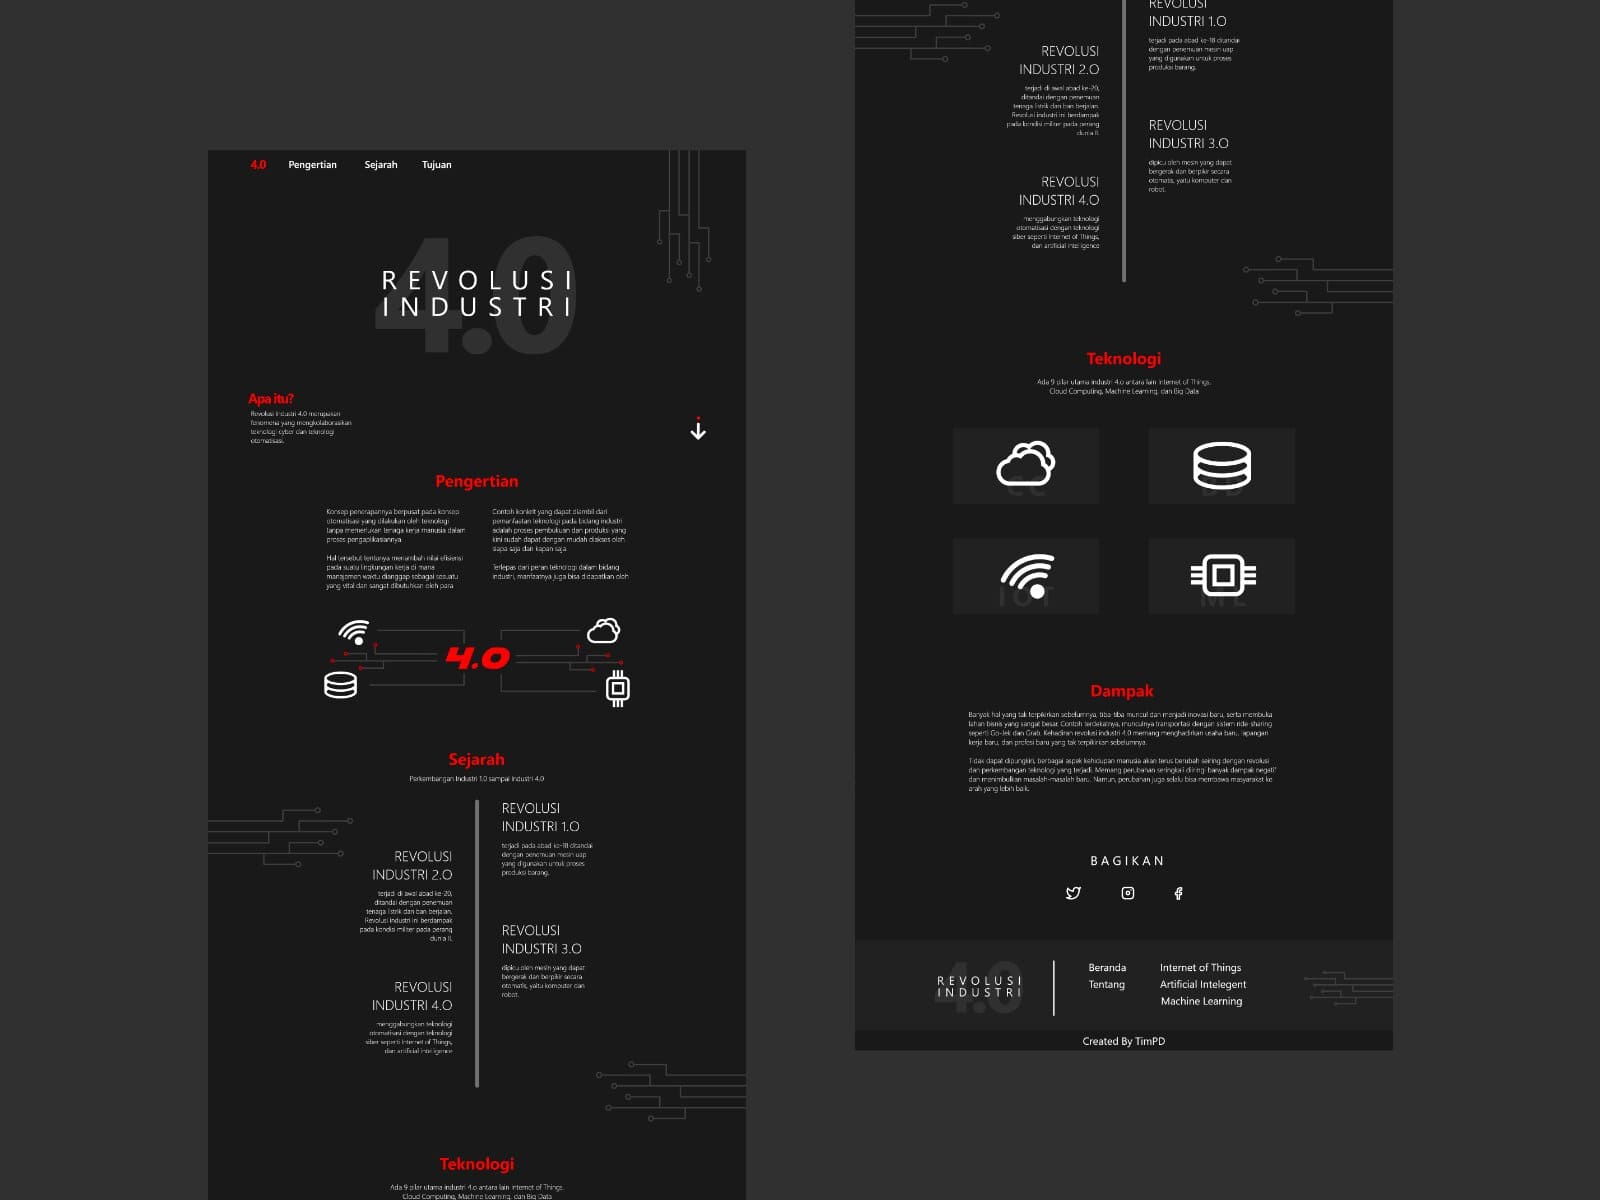 4.0 Pengertian Sejarah Tujuan
4.0
REVOLUSI
INDUSTRI
Apa itu?
Revolusi Industri 4.0 merupakan
fenomena yang mengkolaborasikan
teknologi cyber dan teknologi
otomatisasi.
Pengertian
Konsep penerapannya berpusat pada konsep
otomatisasi yang dilakukan oleh teknologi
tanpa memerlukan tenaga kerja manusia dalam
proses pengaplikasiannya.
Hal tersebut tentunya menambah nilai efisiensi
pada suatu lingkungan kerja di mana
manajemen waktu dianggap sebagai sesuatu
yang vital dan sangat dibutuhkan oleh para
Contoh konkrit yang dapat diambil dari
pemanfaatan teknologi pada bidang industri
adalah proses pembukuan dan produksi yang
kini sudah dapat dengan mudah diakses oleh
siapa saja dan kapan saja.
Terlepas dari peran teknologi dalam bidang
industri, manfaatnya juga bisa didapatkan oleh
4.0
Sejarah
Perkembangan Industri 1.0 sampai Industri 4.0
REVOLUSI
INDUSTRI 1.O
terjadi pada abad ke-18 ditandai
dengan penemuan mesin uap
yang digunakan untuk proses
produksi barang.
REVOLUSI
INDUSTRI 2.O
terjadi di awal abad ke-20,
ditandai dengan penemuan
tenaga listrik dan ban berjalan.
Revolusi industri ini berdampak
pada kondisi militer pada perang
dunia II.
REVOLUSI
INDUSTRI 3.O
dipicu oleh mesin yang dapat
bergerak dan berpikir secara
otomatis, yaitu komputer dan
robot.
REVOLUSI
INDUSTRI 4.O
menggabungkan teknologi
otomatisasi dengan teknologi
siber seperti Internet of Things,
dan artificial intelligence
Teknologi
Ada 9 pilar utama industri 4.o antara lain Internet of Things,
Cloud Computing, Machine Learning, dan Big Data
REVOLUSI
INDUSTRI 1.O
terjadi pada abad ke-18 ditandai
dengan penemuan mesin uap
yang digunakan untuk proses
produksi barang.
REVOLUSI
INDUSTRI 2.O
terjadi di awal abad ke-20,
ditandai dengan penemuan
tenaga listrik dan ban berjalan.
Revolusi industri ini berdampak
pada kondisi militer pada perang
dunia II.
REVOLUSI
INDUSTRI 3.O
dipicu oleh mesin yang dapat
bergerak dan berpikir secara
otomatis, yaitu komputer dan
robot.
REVOLUSI
INDUSTRI 4.O
menggabungkan teknologi
otomatisasi dengan teknologi
siber seperti Internet of Things,
dan artificial intelligence
Teknologi
Ada 9 pilar utama industri 4.o antara lain Internet of Things,
Cloud Computing, Machine Learning, dan Big Data
CC
BD
IOT
ML
Dampak
Banyak hal yang tak terpikirkan sebelumnya, tiba-tiba muncul dan menjadi inovasi baru, serta membuka
lahan bisnis yang sangat besar. Contoh terdekatnya, munculnya transportasi dengan sistem ride-sharing
seperti Go-Jek dan Grab. Kehadiran revolusi industri 4.0 memang menghadirkan usaha baru, lapangan
kerja baru, dan profesi baru yang tak terpikirkan sebelumnya.
Tidak dapat dipungkiri, berbagai aspek kehidupan manusia akan terus berubah seiring dengan revolusi
dan perkembangan teknologi yang terjadi. Memang perubahan seringkali diiringi banyak dampak negatif
dan menimbulkan masalah-masalah baru. Namun, perubahan juga selalu bisa membawa masyarakat ke
arah yang lebih baik.
BAGIKAN
4.0
REVOLUSI
INDUSTRI
Beranda
Tentang
Internet of Things
Artificial Intelegent
Machine Learning
Created By TimPD